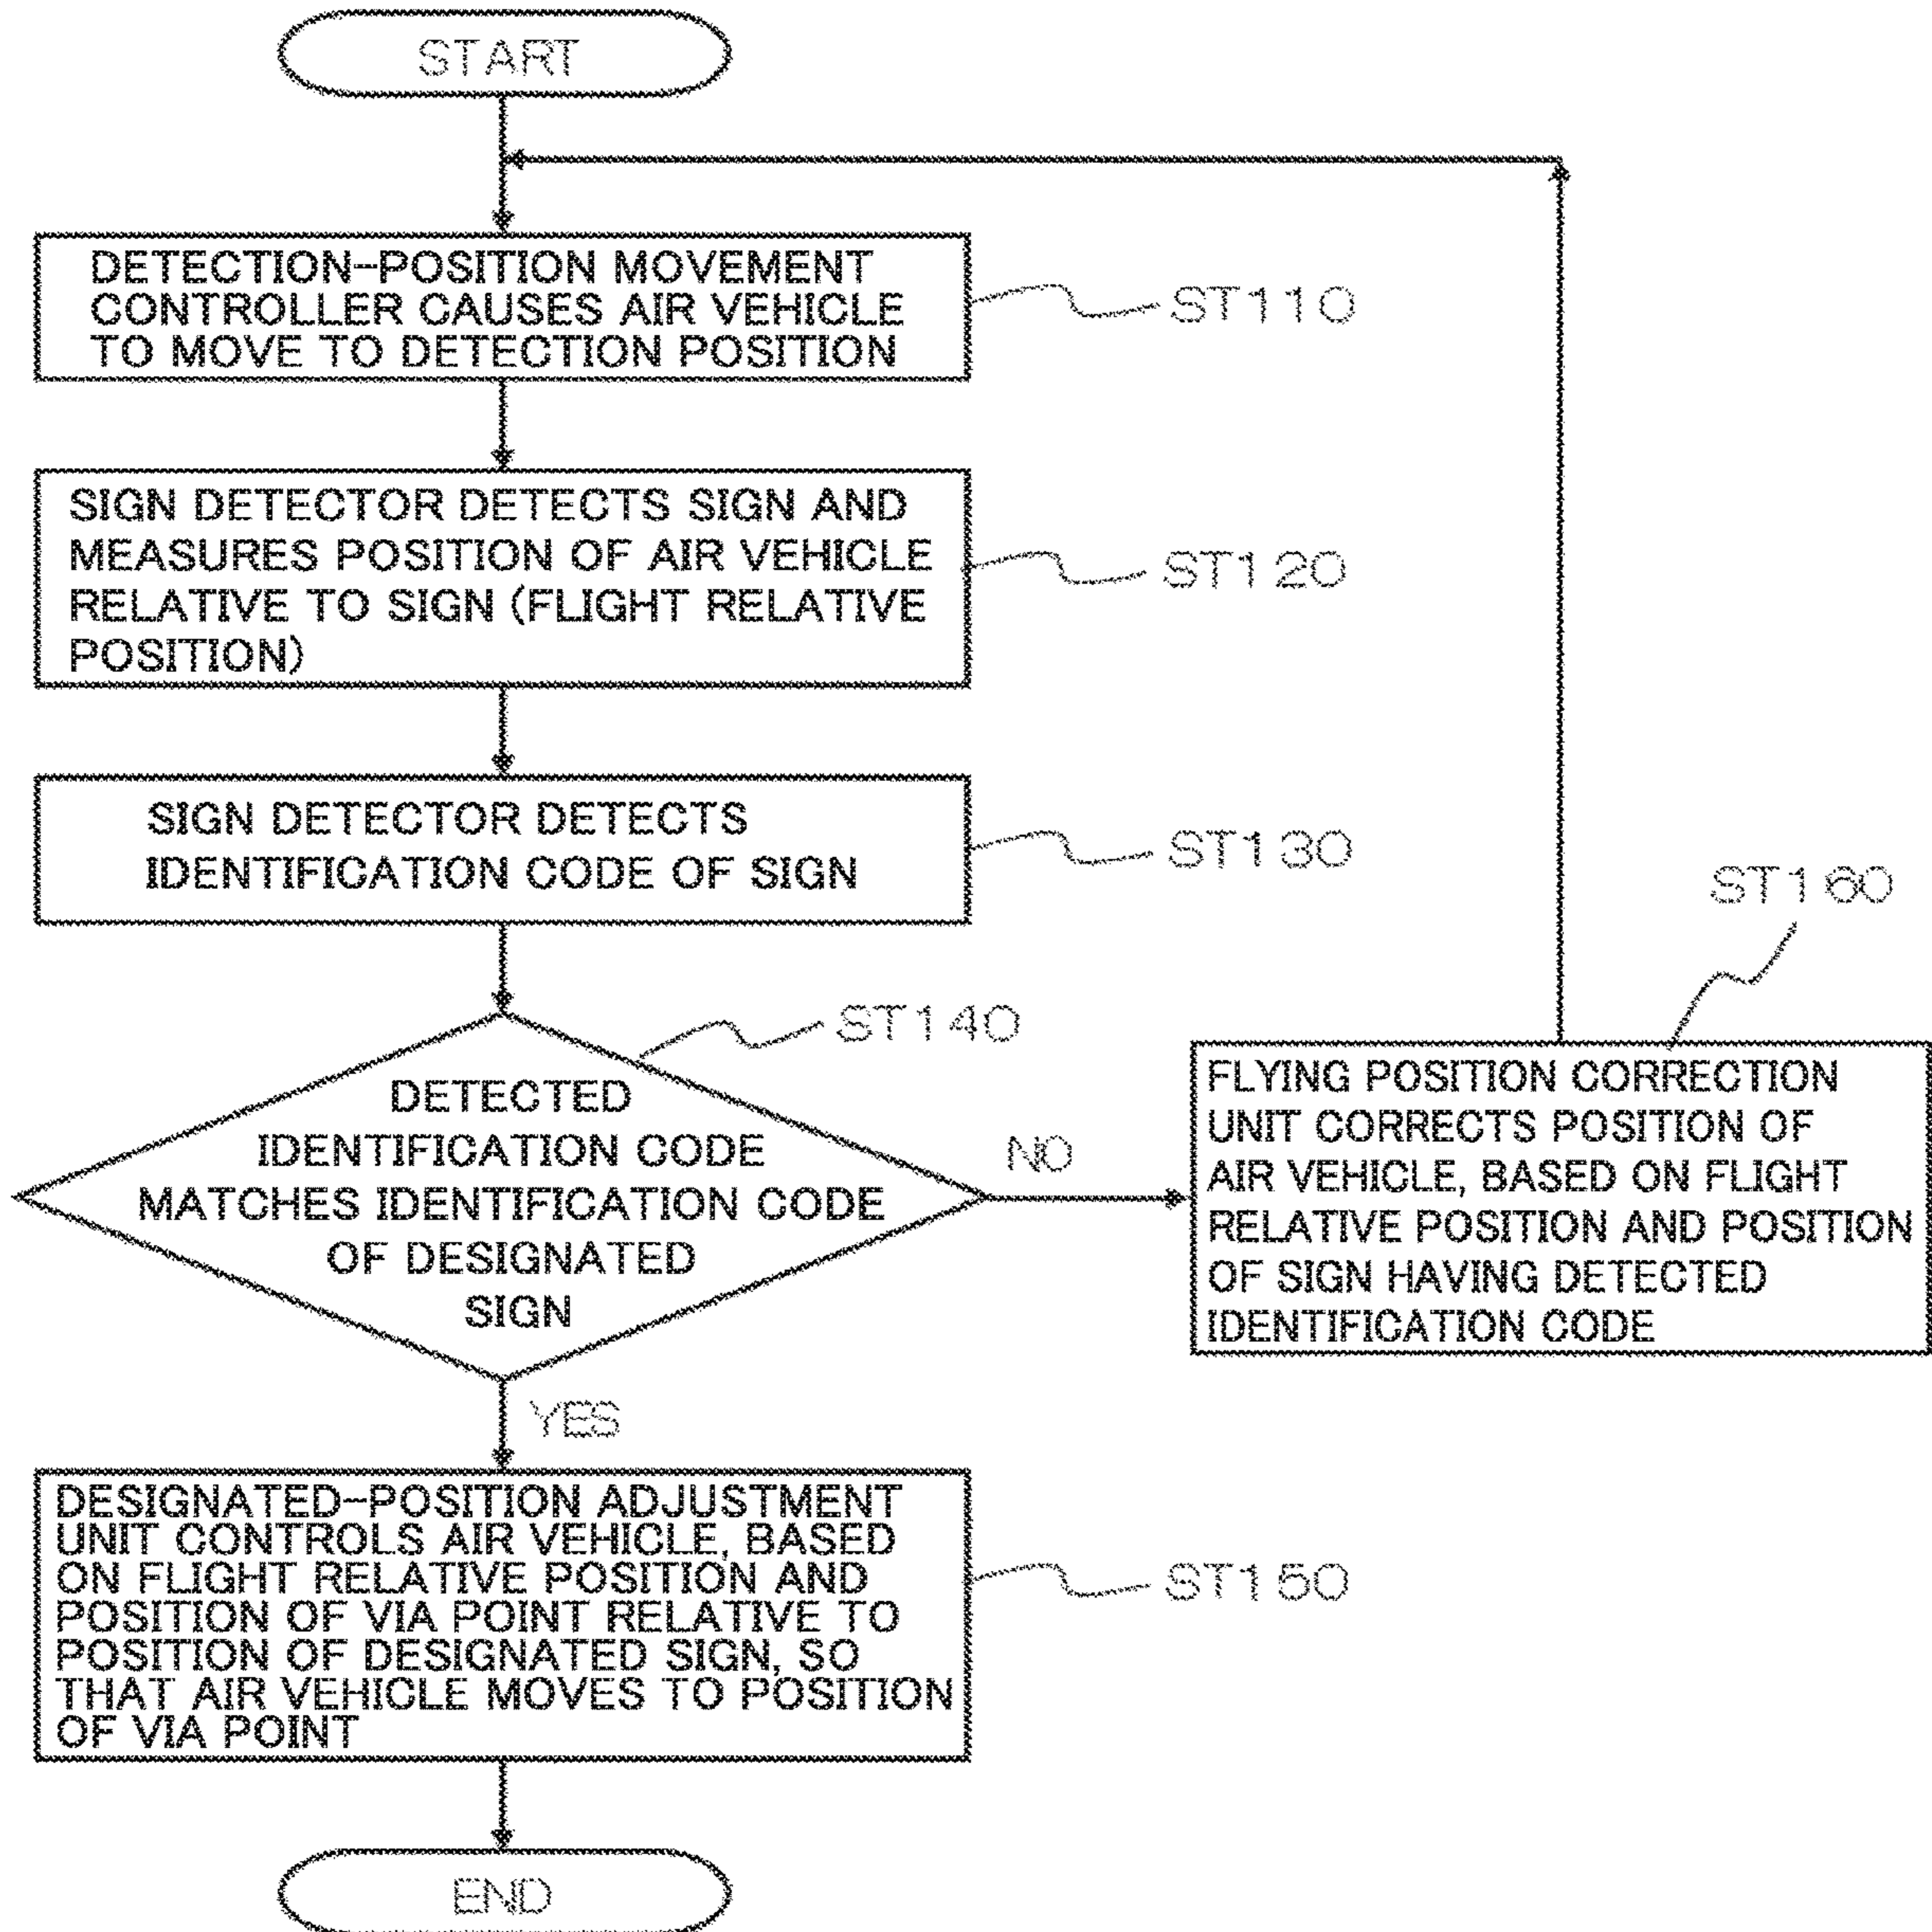 START
DETECTION-POSITION MOVEMENT
CONTROLLER CAUSES AIR VEHICLE
TO MOVE TO DETECTION POSITION
ST110
SIGN DETECTOR DETECTS SIGN AND
MEASURES POSITION OF AIR VEHICLE
RELATIVE TO SIGN (FLIGHT RELATIVE
POSITION)
ST120
SIGN DETECTOR DETECTS
IDENTIFICATION CODE OF SIGN
ST130
ST140
DETECTED
IDENTIFICATION CODE
MATCHES IDENTIFICATION CODE
OF DESIGNATED
SIGN
NO
ST160
FLYING POSITION CORRECTION
UNIT CORRECTS POSITION OF
AIR VEHICLE, BASED ON FLIGHT
RELATIVE POSITION AND POSITION
OF SIGN HAVING DETECTED
IDENTIFICATION CODE
YES
DESIGNATED-POSITION ADJUSTMENT
UNIT CONTROLS AIR VEHICLE, BASED
ON FLIGHT RELATIVE POSITION AND
POSITION OF VIA POINT RELATIVE TO
POSITION OF DESIGNATED SIGN, SO
THAT AIR VEHICLE MOVES TO POSITION
OF VIA POINT
ST150
END